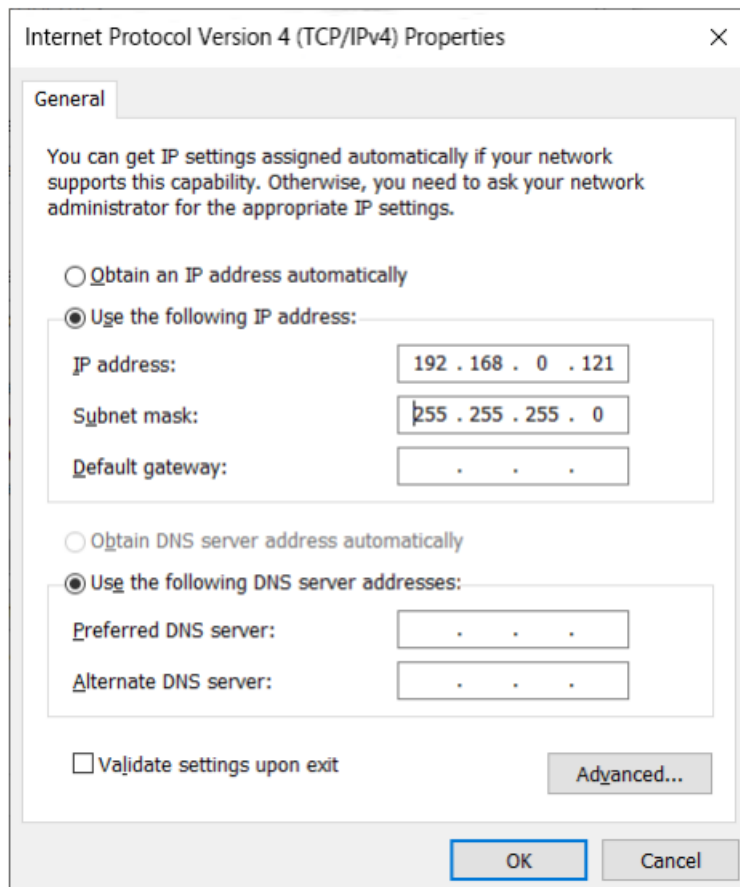 Internet Protocol Version 4 (TCP/IPv4) Properties
General
You can get IP settings assigned automatically if your network
supports this capability. Otherwise, you need to ask your network
administrator for the appropriate IP settings.
Obtain an IP address automatically
Use the following IP address:
IP address: 192 . 168 . 0 . 121
Subnet mask: 255 . 255 . 255 . 0
Default gateway: . . .
Obtain DNS server address automatically
Use the following DNS server addresses:
Preferred DNS server: . . .
Alternate DNS server: . . .
Validate settings upon exit
Advanced...
OK Cancel